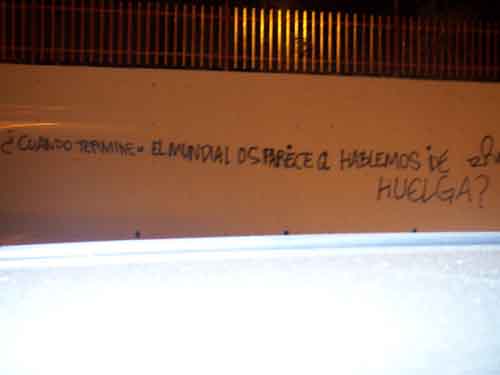 ¿CUANDO TERMINE EL MUNDIAL OS PARECE Q HABLEMOS DE
HUELGA?